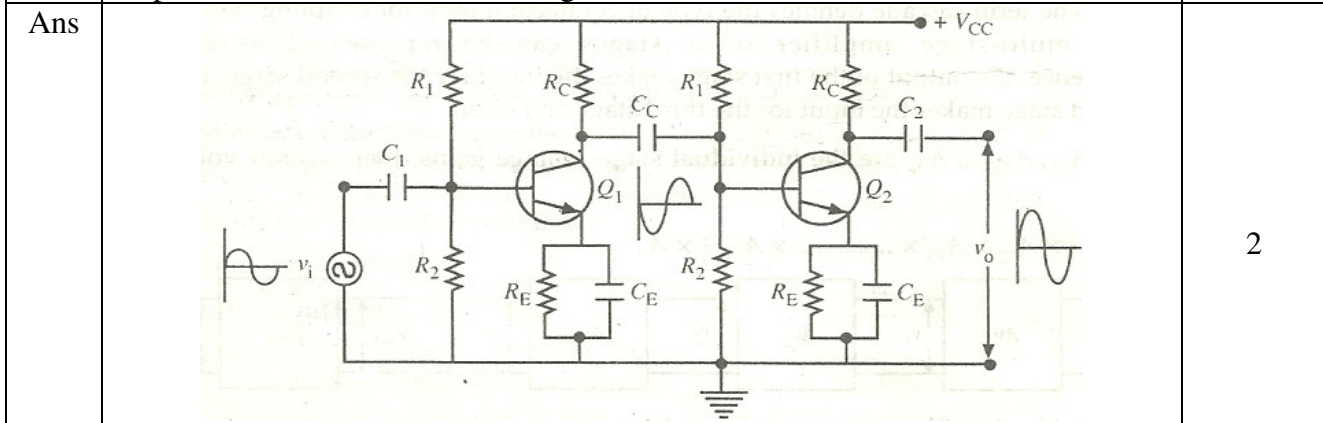 Ans
+ V_CC
R_1
R_C
R_1
R_C
C_C
C_2
C_1
Q_1
Q_2
v_i
R_2
R_2
v_o
2
R_E
C_E
R_E
C_E